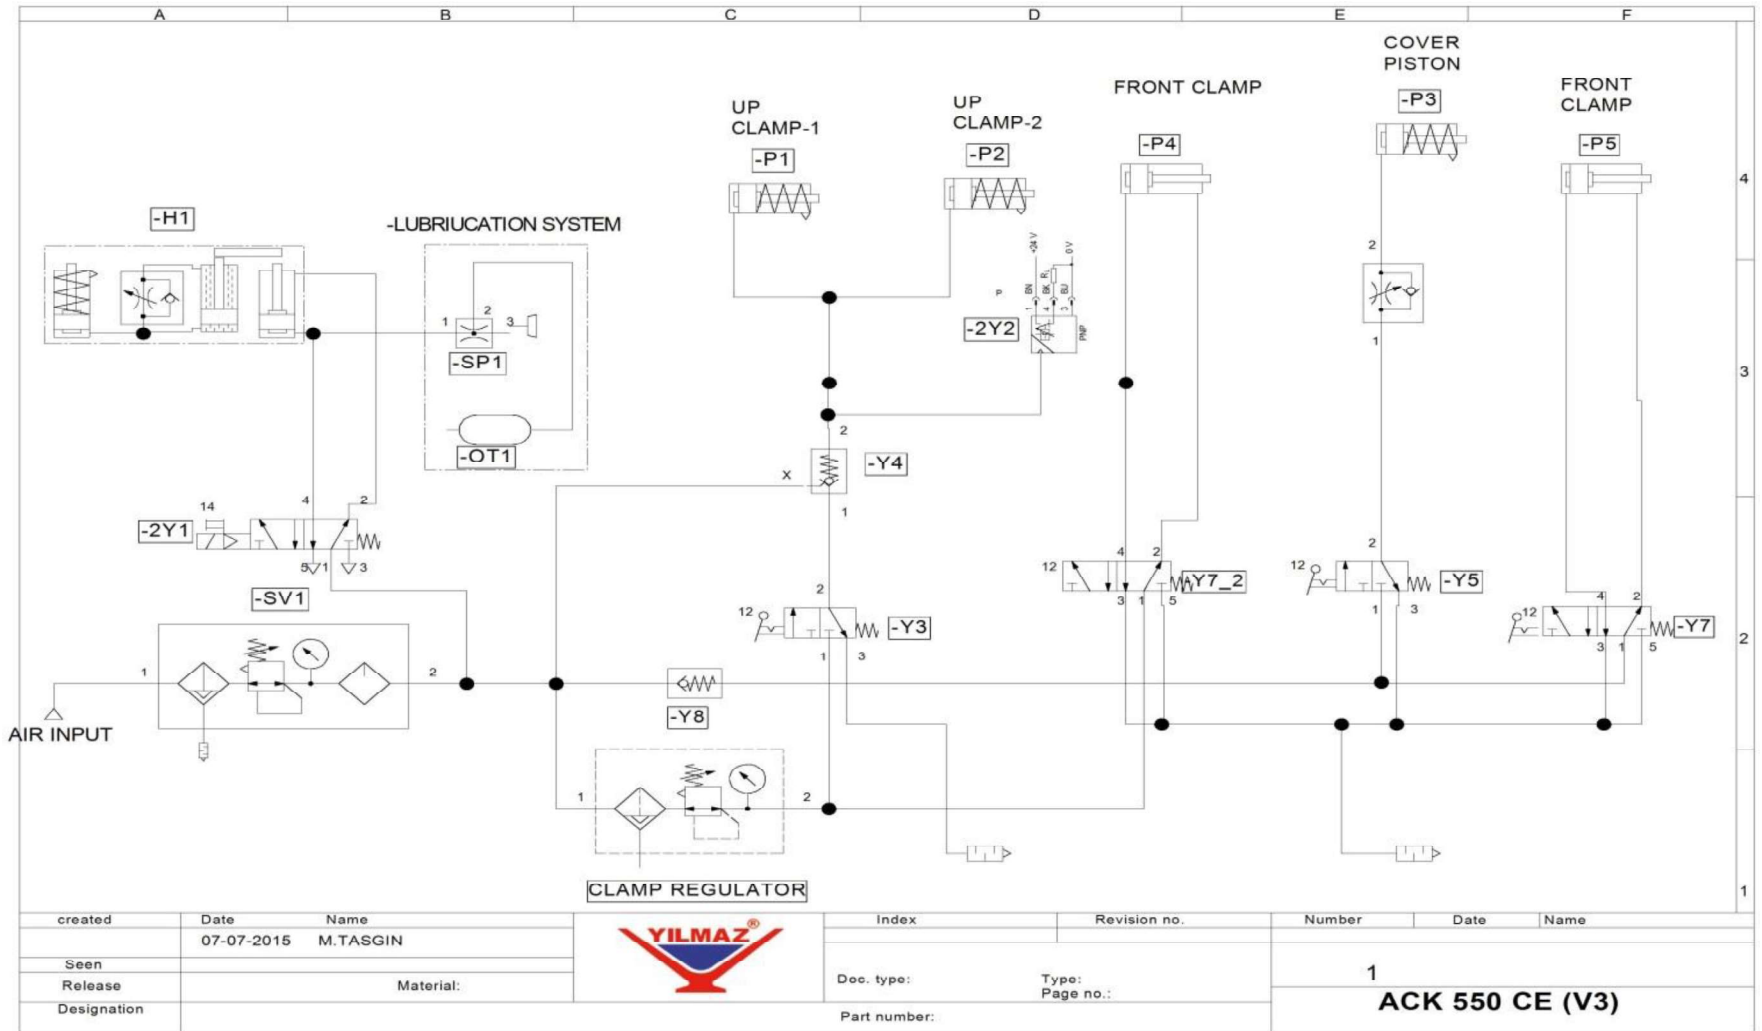 A B C D E F
COVER
PISTON
FRONT CLAMP
FRONT
CLAMP
UP
CLAMP-1
UP
CLAMP-2
-P3
-P1
-P2
-P4
-P5
4
-H1
-LUBRIUCATION SYSTEM
+24 V
0 V
RL
BN
BK
BU
P
1
4
3
PNP
-2Y2
2
1
1
2
3
-SP1
3
-OT1
2
X
-Y4
1
14
4
2
-2Y1
5
1
3
12
4
2
-Y7_2
3
1
5
2
12
-Y5
1
3
-SV1
2
12
-Y3
1
3
12
4
2
-Y7
3
1
5
2
1
2
AIR INPUT
-Y8
1
2
CLAMP REGULATOR
1
created
Date
Name
07-07-2015
M.TASGIN
Seen
Release
Material:
Designation
YILMAZ®
Index
Revision no.
Doc. type:
Type:
Page no.:
Part number:
Number
Date
Name
1
ACK 550 CE (V3)